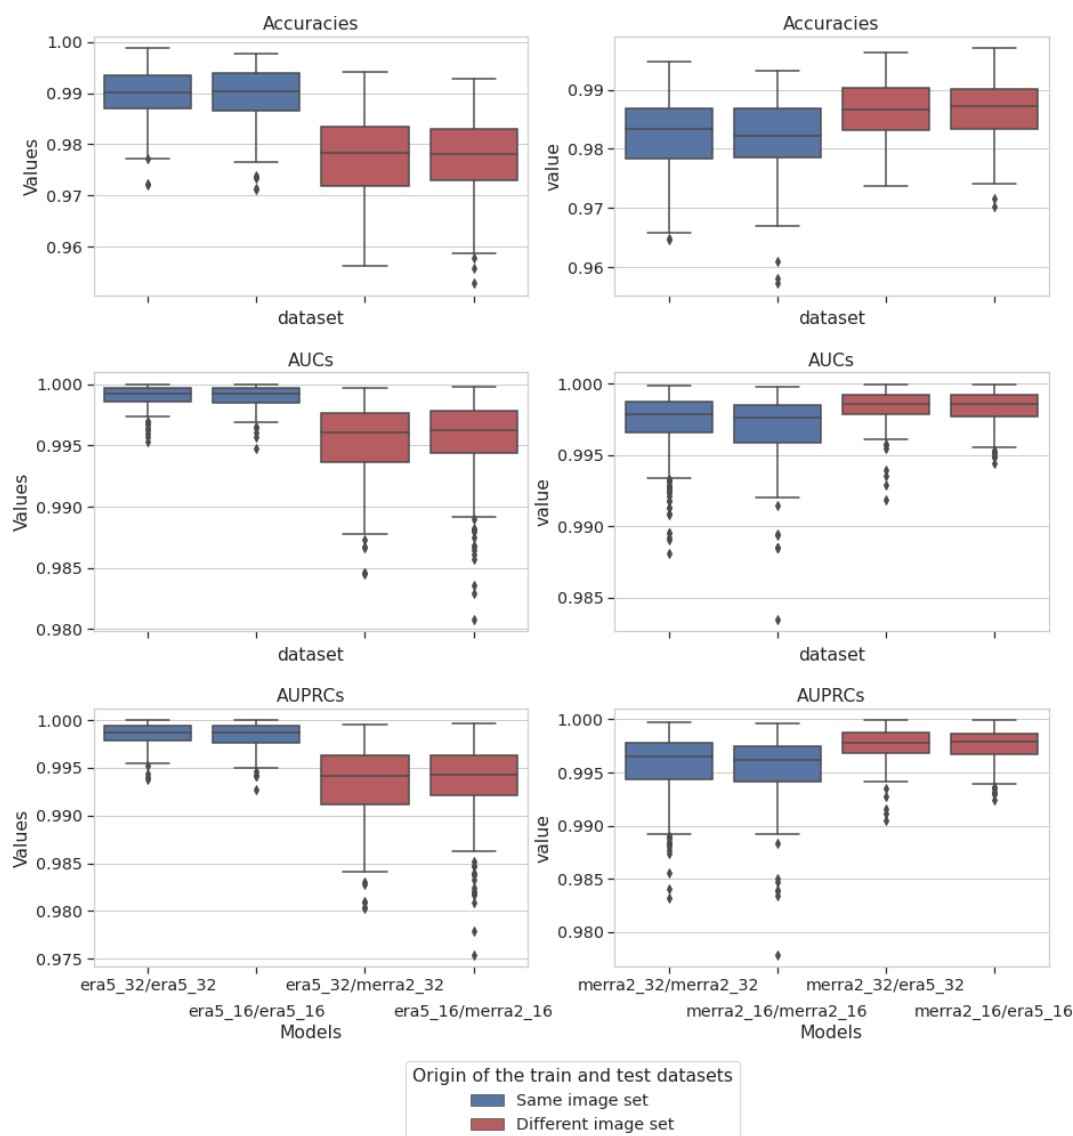 Accuracies
Values
1.00
0.99
0.98
0.97
0.96
dataset
Accuracies
value
0.99
0.98
0.97
0.96
dataset
AUCs
Values
1.000
0.995
0.990
0.985
0.980
dataset
AUCs
value
1.000
0.995
0.990
0.985
dataset
AUPRCs
Values
1.000
0.995
0.990
0.985
0.980
0.975
era5_32/era5_32
era5_16/era5_16
era5_32/merra2_32
era5_16/merra2_16
Models
AUPRCs
value
1.000
0.995
0.990
0.985
0.980
merra2_32/merra2_32
merra2_16/merra2_16
merra2_32/era5_32
merra2_16/era5_16
Models
Origin of the train and test datasets
Same image set
Different image set